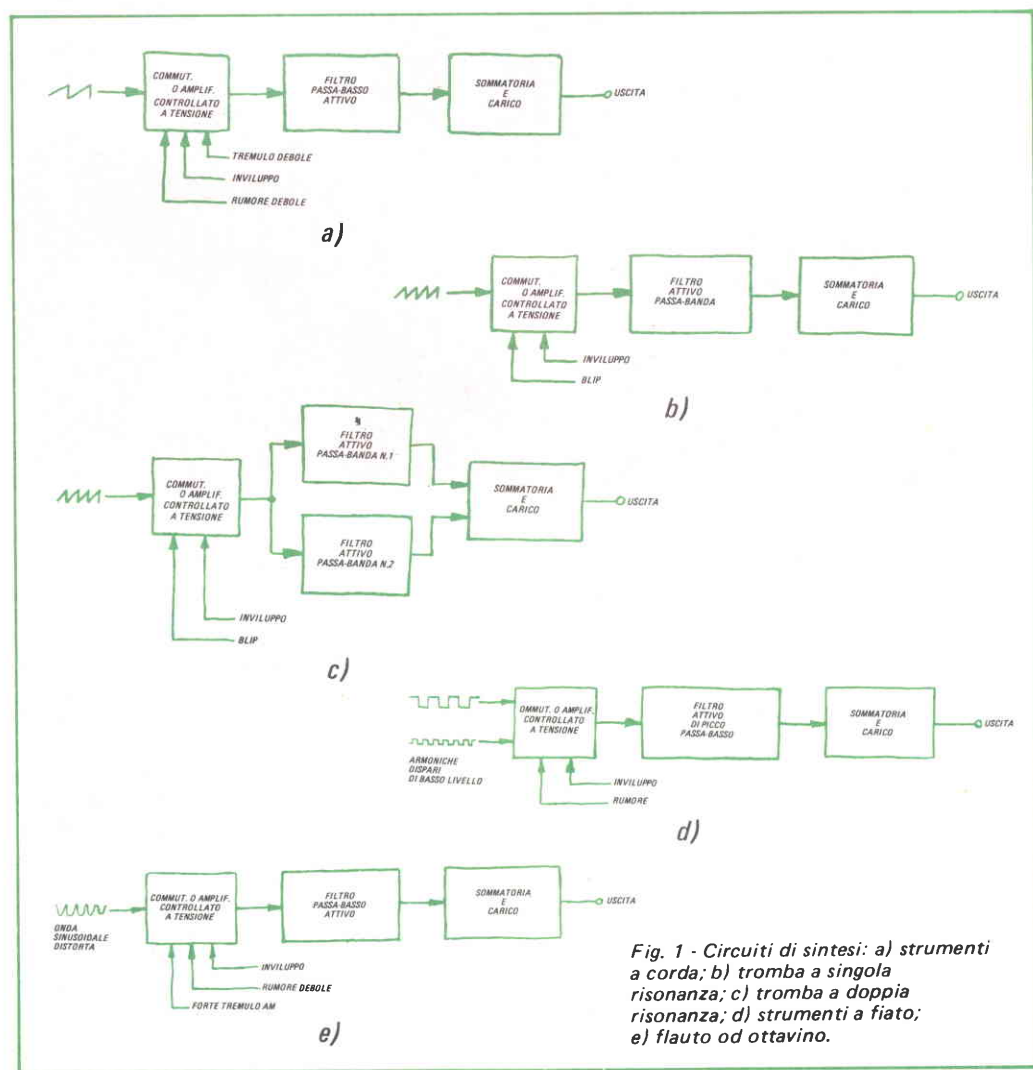 COMMUT.
O AMPLIF.
CONTROLLATO
A TENSIONE
FILTRO
PASSA-BASSO
ATTIVO
SOMMATORIA
E
CARICO
USCITA
TREMULO DEBOLE
INVILUPPO
RUMORE DEBOLE
a)
COMMUT.
O AMPLIF.
CONTROLLATO
A TENSIONE
FILTRO
ATTIVO
PASSA-BANDA
SOMMATORIA
E
CARICO
USCITA
INVILUPPO
BLIP
b)
COMMUT.
O AMPLIF.
CONTROLLATO
A TENSIONE
FILTRO
ATTIVO
PASSA-BANDA N.1
FILTRO
ATTIVO
PASSA-BANDA N.2
SOMMATORIA
E
CARICO
USCITA
INVILUPPO
BLIP
c)
ARMONICHE
DISPARI
DI BASSO LIVELLO
OMMUT. O AMPLIF.
CONTROLLATO
A TENSIONE
FILTRO
ATTIVO
DI PICCO
PASSA-BASSO
SOMMATORIA
E
CARICO
USCITA
INVILUPPO
RUMORE
d)
ONDA
SINUSOIDALE
DISTORTA
COMMUT. O AMPLIF.
CONTROLLATO
A TENSIONE
FILTRO
PASSA-BASSO
ATTIVO
SOMMATORIA
E
CARICO
USCITA
INVILUPPO
RUMORE DEBOLE
FORTE TREMULO AM
e)
Fig. 1 - Circuiti di sintesi: a) strumenti
a corda; b) tromba a singola
risonanza; c) tromba a doppia
risonanza; d) strumenti a fiato;
e) flauto od ottavino.